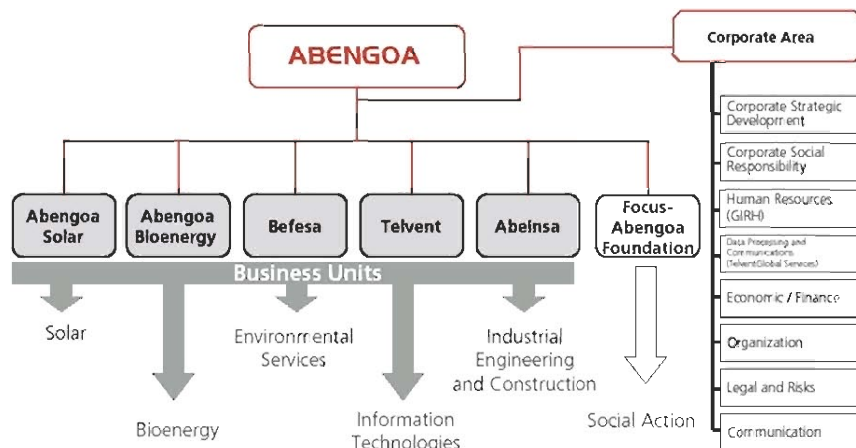 ABENGOA
Corporate Area
Corporate Strategic
Development
Corporate Social
Responsibility
Human Resources
(GIRH)
Data Processing and
Communications
(Telvent Global Services)
Economic / Finance
Organization
Legal and Risks
Communication
Abengoa
Solar
Abengoa
Bioenergy
Befesa
Telvent
Abeinsa
Focus-
Abengoa
Foundation
Business Units
Solar
Bioenergy
Environmental
Services
Information
Technologies
Industrial
Engineering
and Construction
Social Action